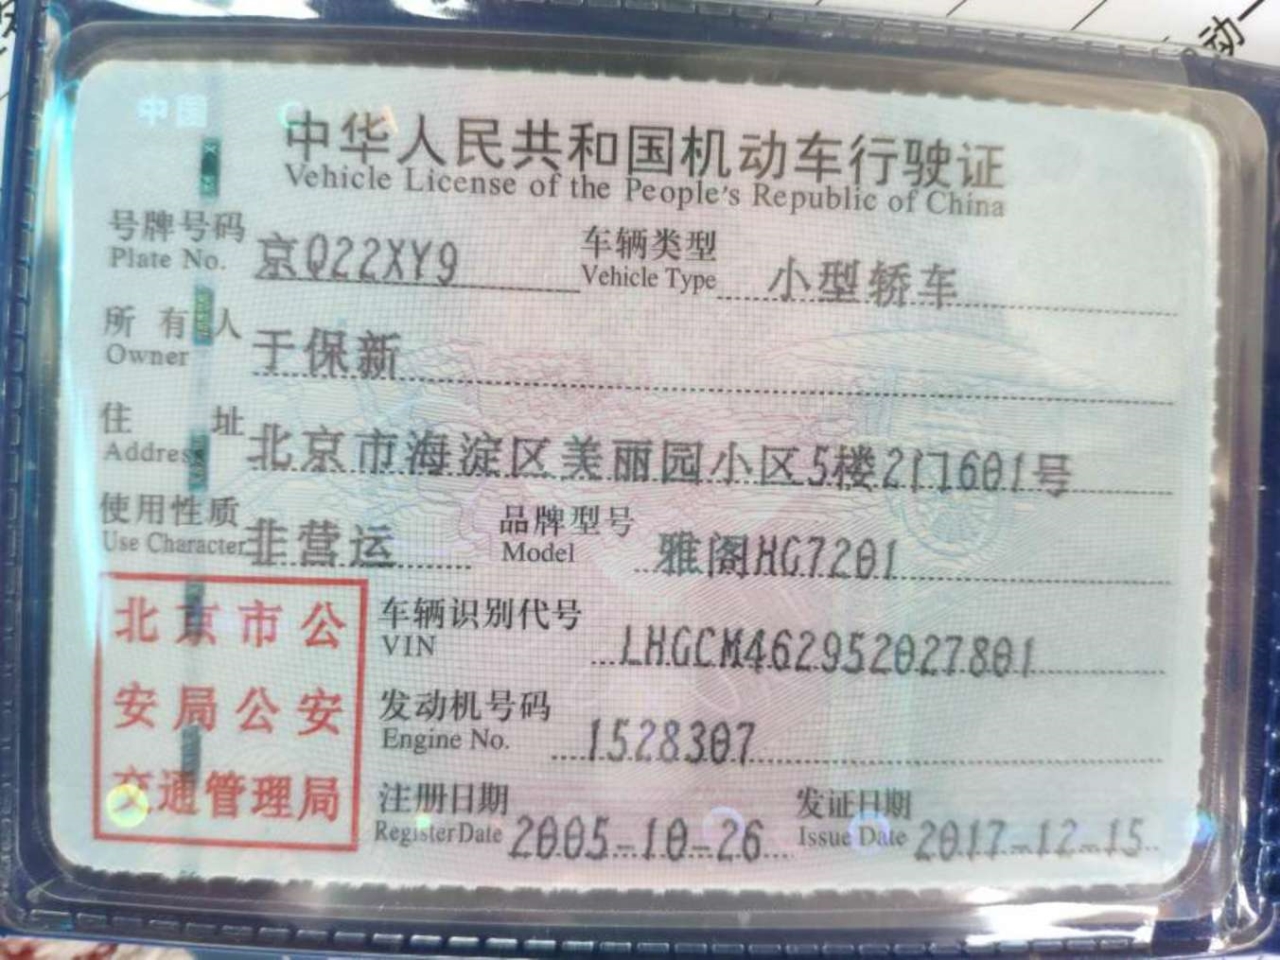 动一
中国
中华人民共和国机动车行驶证
Vehicle License of the People's Republic of China
号牌号码 京Q22XY9 车辆类型 小型轿车
Plate No. Vehicle Type
所有人 于保新
Owner
住址 北京市海淀区美丽园小区5楼2门601号
Address
使用性质 非营运 品牌型号 雅阁HG7201
Use Character Model
北京市公
安局公安
交通管理局
车辆识别代号 LHGCM462952027801
VIN
发动机号码 1528307
Engine No.
注册日期 2005-10-26 发证日期 2017-12-15
Register Date Issue Date